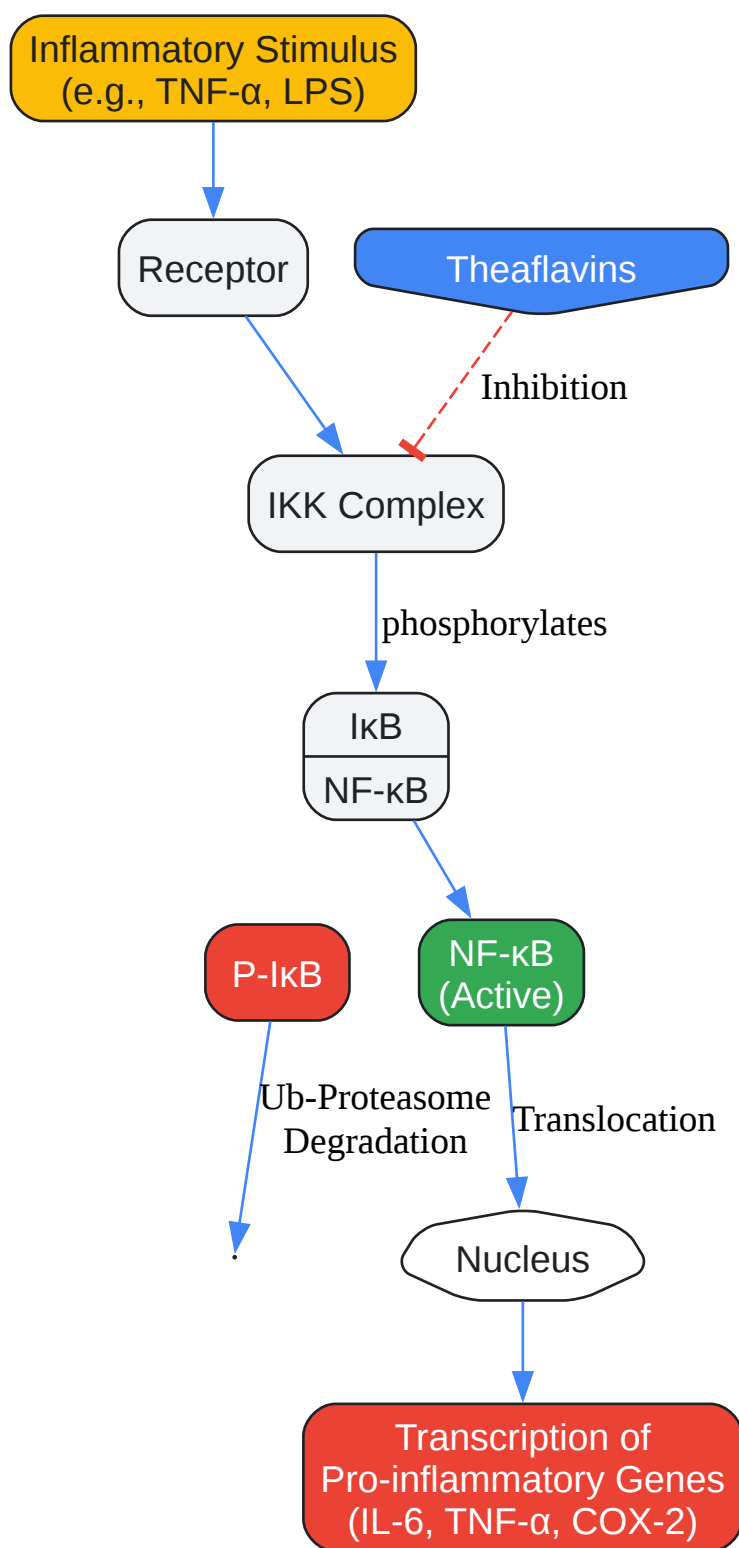 Inflammatory Stimulus
(e.g., TNF-α, LPS)
Receptor
Theaflavins
Inhibition
IKK Complex
phosphorylates
IκB
NF-κB
P-IκB
NF-κB
(Active)
Ub-Proteasome
Degradation
Translocation
Nucleus
Transcription of
Pro-inflammatory Genes
(IL-6, TNF-α, COX-2)